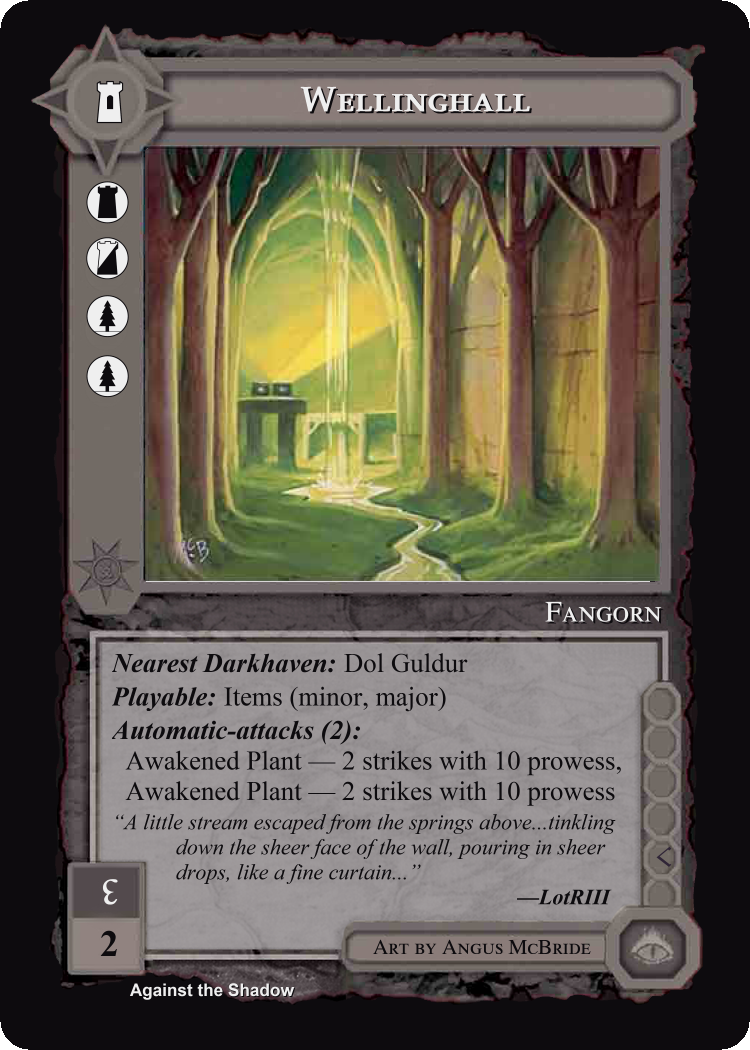 Wellinghall
Fangorn
Nearest Darkhaven: Dol Guldur
Playable: Items (minor, major)
Automatic-attacks (2):
Awakened Plant — 2 strikes with 10 prowess,
Awakened Plant — 2 strikes with 10 prowess
“A little stream escaped from the springs above...tinkling
down the sheer face of the wall, pouring in sheer
drops, like a fine curtain...”
—LotRIII
2
Art by Angus McBride
Against the Shadow